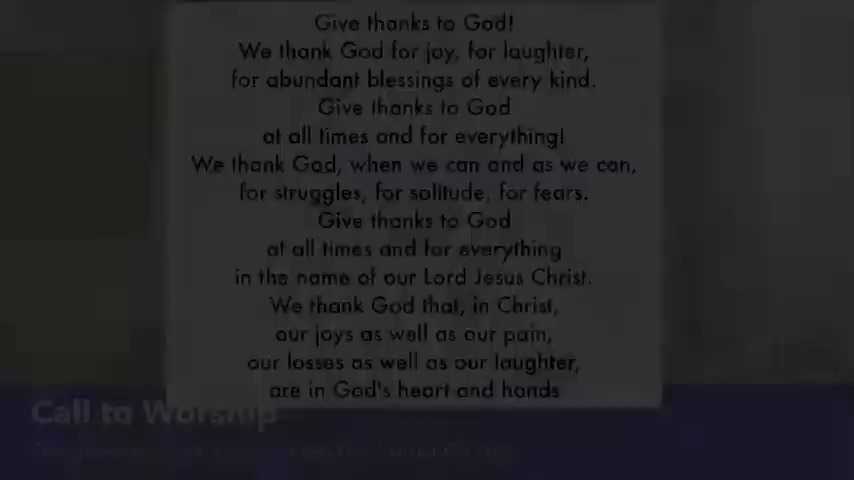 Give thanks to God!
We thank God for joy, for laughter,
for abundant blessings of every kind.
Give thanks to God
at all times and for everything!
We thank God, when we can and as we can,
for struggles, for solitude, for fears.
Give thanks to God
at all times and for everything
in the name of our Lord Jesus Christ.
We thank God that, in Christ,
our joys as well as our pain,
our losses as well as our laughter,
are in God's heart and hands
Call to Worship